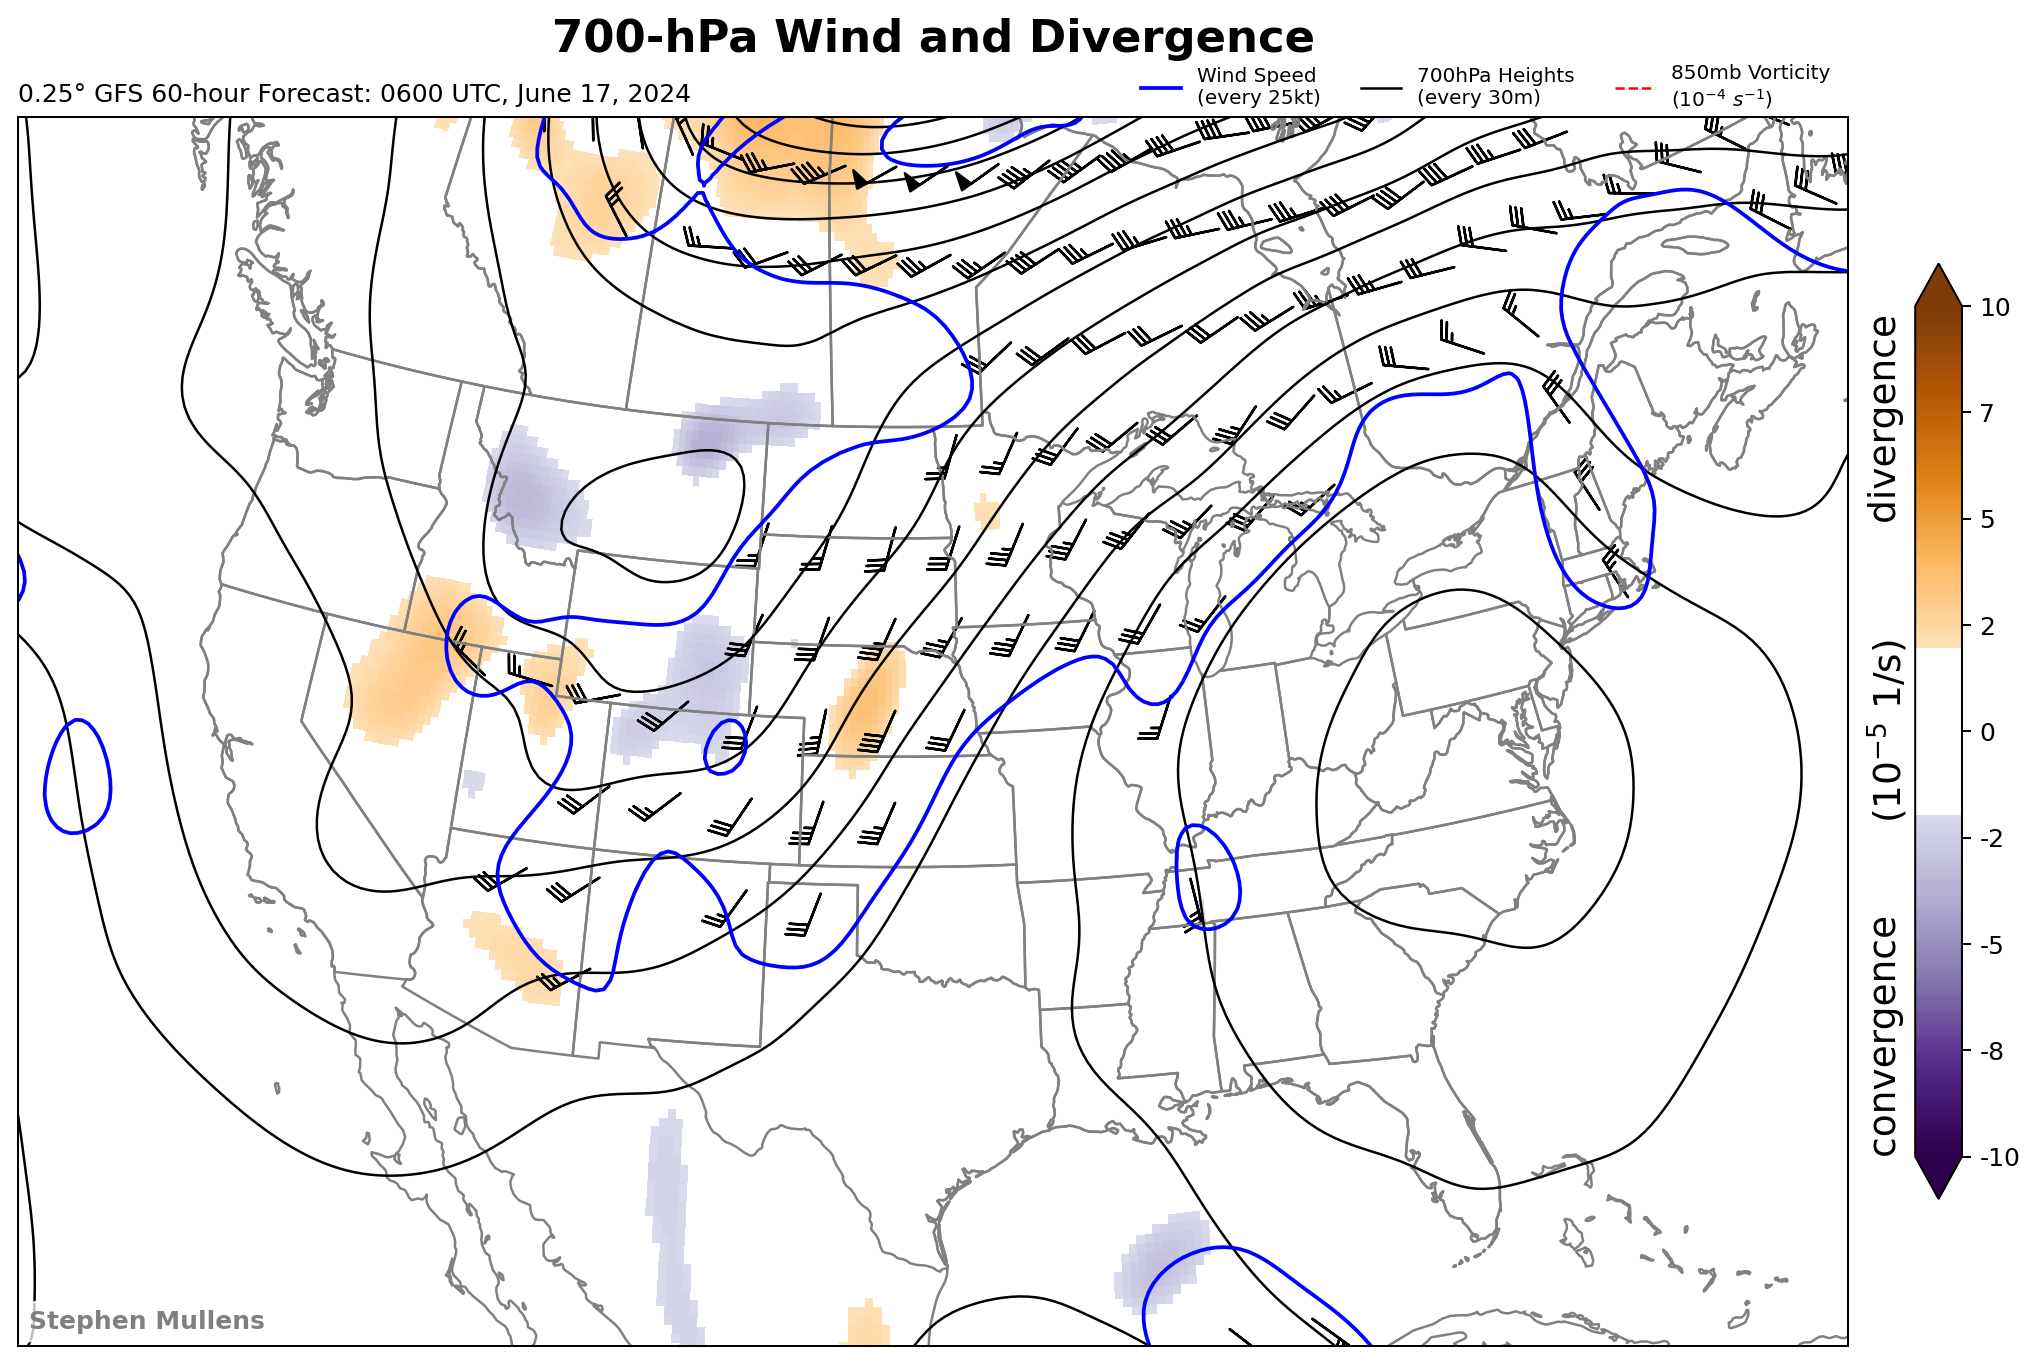 700-hPa Wind and Divergence
0.25° GFS 60-hour Forecast: 0600 UTC, June 17, 2024
Wind Speed
(every 25kt)
700hPa Heights
(every 30m)
850mb Vorticity
(10⁻⁴ s⁻¹)
10
7
5
2
0
-2
-5
-8
-10
convergence (10⁻⁵ 1/s) divergence
Stephen Mullens